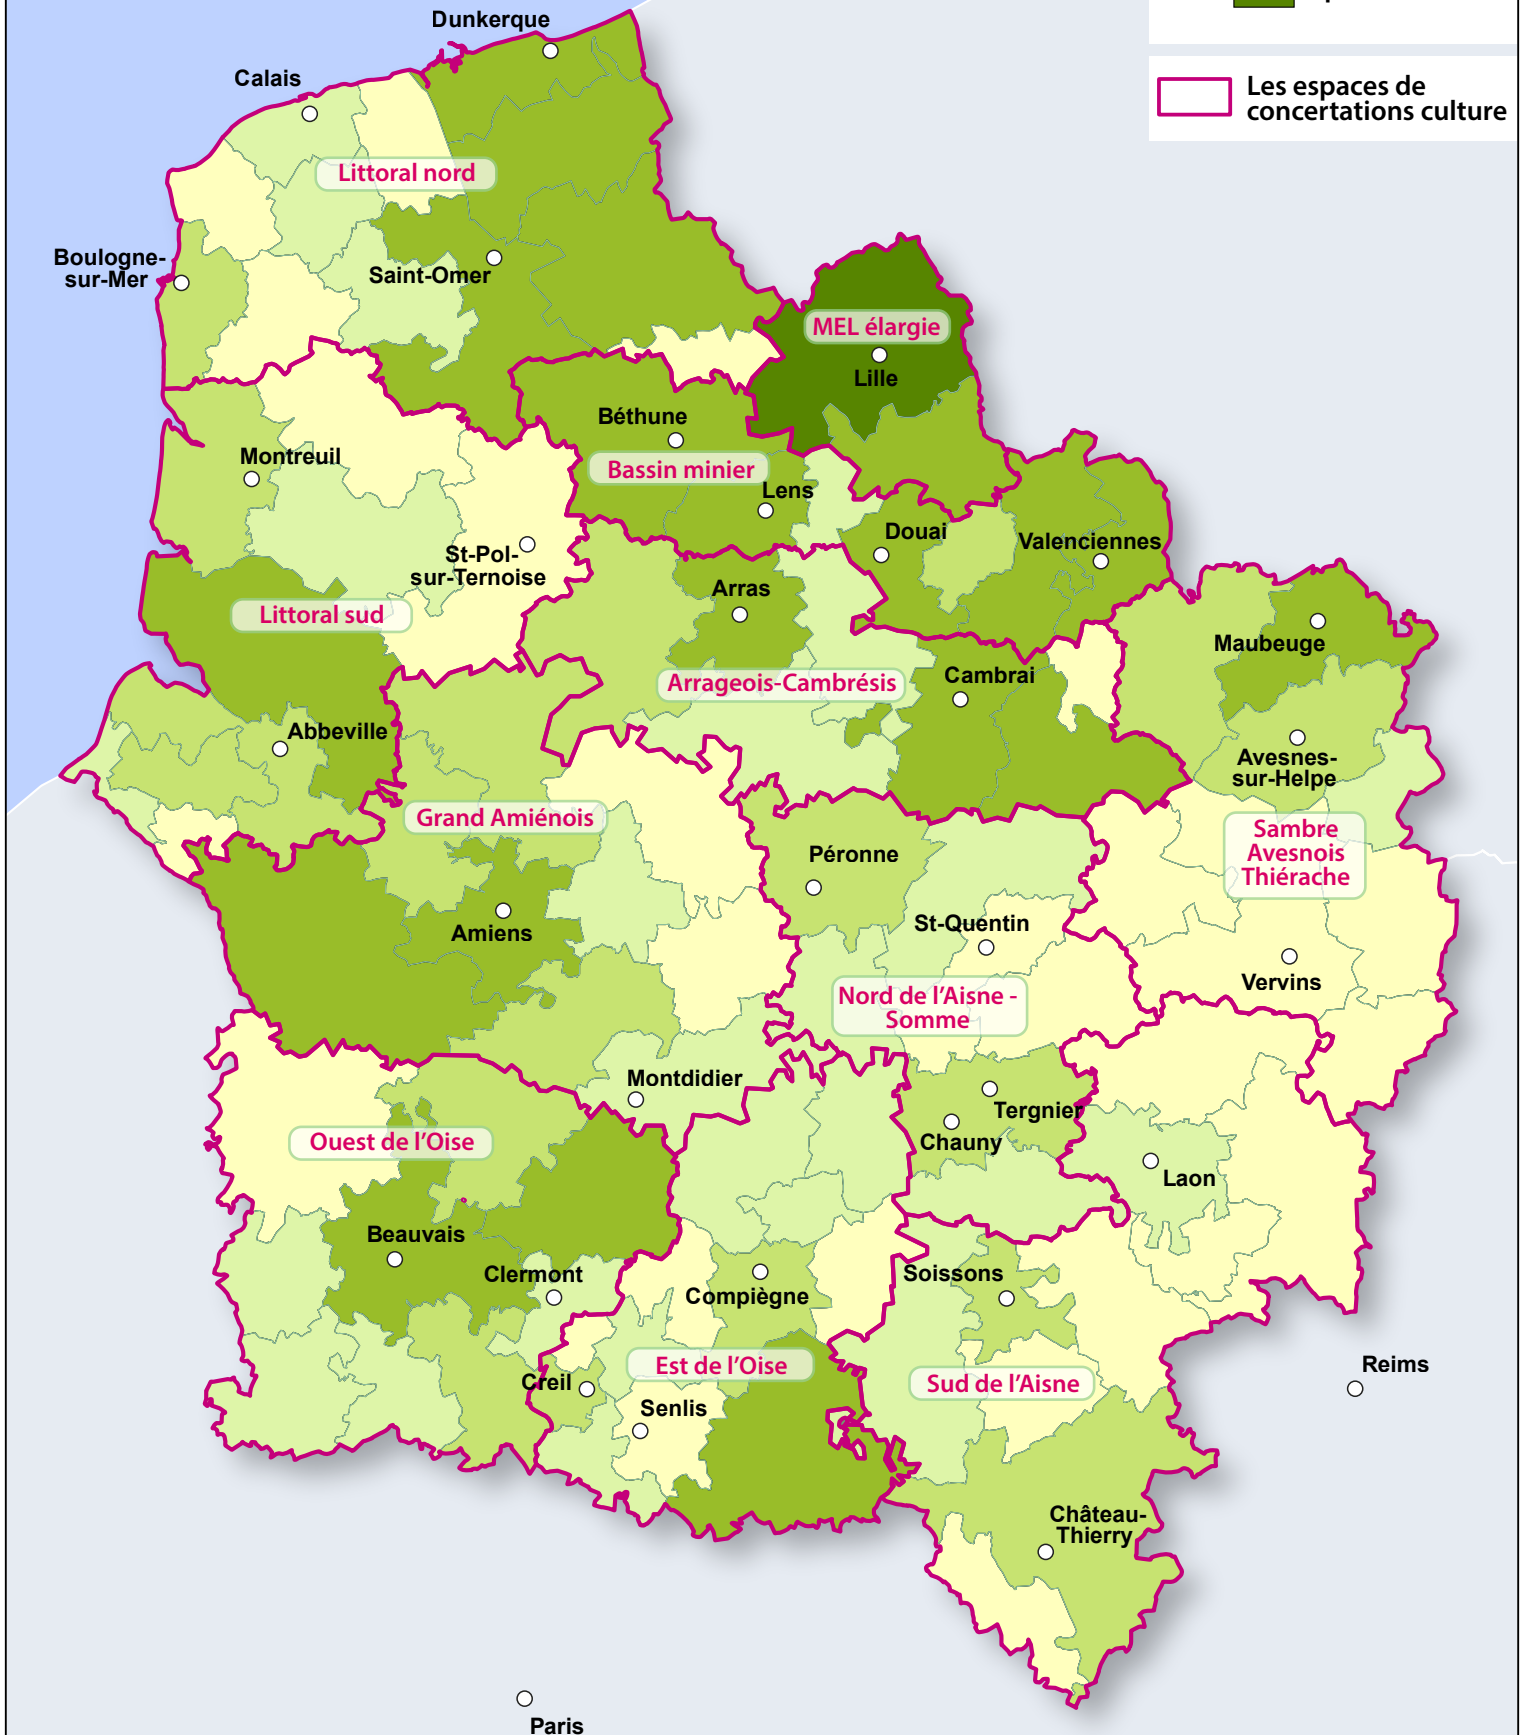 Dunkerque
Calais
Les espaces de
concertations culture
Littoral nord
Boulogne-
sur-Mer
Saint-Omer
MEL élargie
Lille
Béthune
Montreuil
Bassin minier
Lens
Douai
Valenciennes
St-Pol-
sur-Ternoise
Arras
Littoral sud
Maubeuge
Arrageois-Cambrésis
Cambrai
Abbeville
Avesnes-
sur-Helpe
Grand Amiénois
Sambre
Avesnois
Thiérache
Péronne
Amiens
St-Quentin
Vervins
Nord de l'Aisne -
Somme
Montdidier
Tergnier
Chauny
Ouest de l'Oise
Laon
Beauvais
Clermont
Soissons
Compiègne
Est de l'Oise
Reims
Creil
Sud de l'Aisne
Senlis
Château-
Thierry
Paris